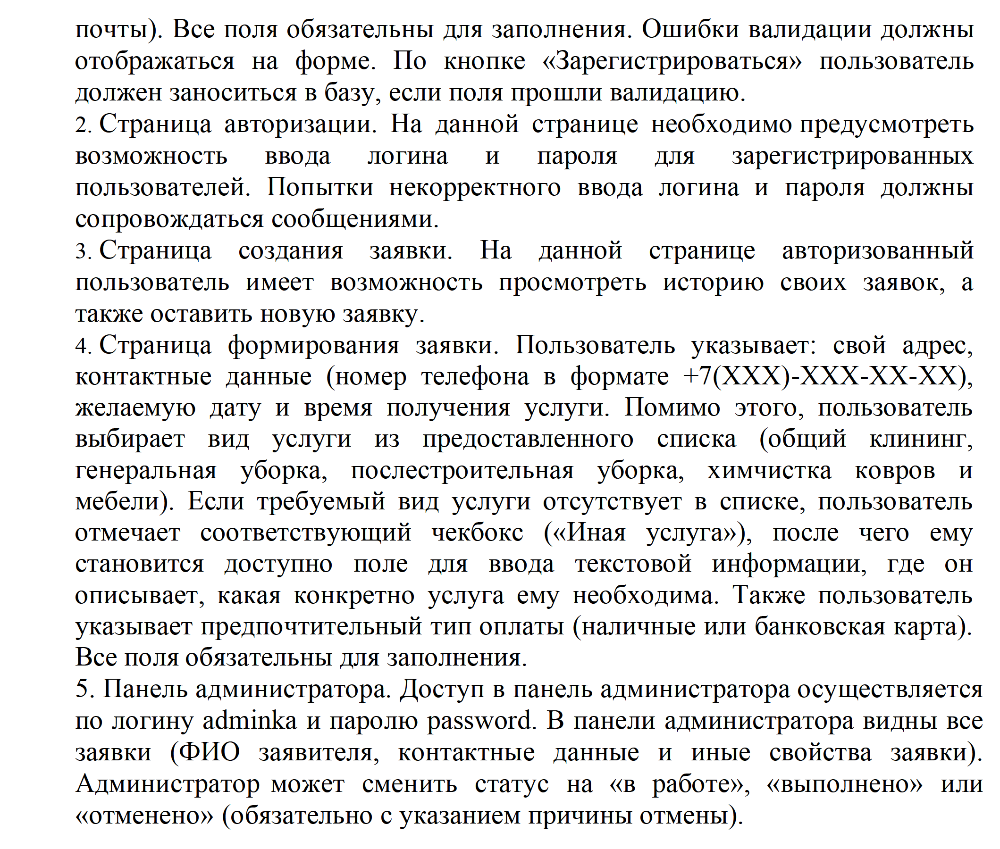 почты). Все поля обязательны для заполнения. Ошибки валидации должны
отображаться на форме. По кнопке «Зарегистрироваться» пользователь
должен заноситься в базу, если поля прошли валидацию.
2. Страница авторизации. На данной странице необходимо предусмотреть
возможность ввода логина и пароля для зарегистрированных
пользователей. Попытки некорректного ввода логина и пароля должны
сопровождаться сообщениями.
3. Страница создания заявки. На данной странице авторизованный
пользователь имеет возможность просмотреть историю своих заявок, а
также оставить новую заявку.
4. Страница формирования заявки. Пользователь указывает: свой адрес,
контактные данные (номер телефона в формате +7(XXX)-XXX-XX-XX),
желаемую дату и время получения услуги. Помимо этого, пользователь
выбирает вид услуги из предоставленного списка (общий клининг,
генеральная уборка, послестроительная уборка, химчистка ковров и
мебели). Если требуемый вид услуги отсутствует в списке, пользователь
отмечает соответствующий чекбокс («Иная услуга»), после чего ему
становится доступно поле для ввода текстовой информации, где он
описывает, какая конкретно услуга ему необходима. Также пользователь
указывает предпочтительный тип оплаты (наличные или банковская карта).
Все поля обязательны для заполнения.
5. Панель администратора. Доступ в панель администратора осуществляется
по логину adminka и паролю password. В панели администратора видны все
заявки (ФИО заявителя, контактные данные и иные свойства заявки).
Администратор может сменить статус на «в работе», «выполнено» или
«отменено» (обязательно с указанием причины отмены).